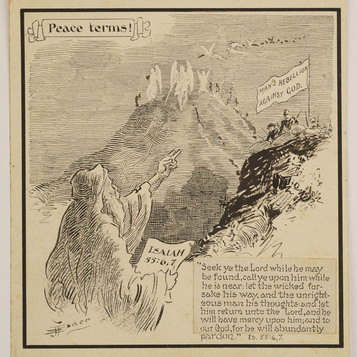 Peace terms!
MAN'S REBELLION
AGAINST GOD.
ISAIAH
55:6,7
"Seek ye the Lord while he may
be found, call ye upon him while
he is near: let the wicked for-
sake his way, and the unright-
eous man his thoughts: and let
him return unto the Lord, and he
will have mercy upon him; and to
our God, for he will abundantly
pardon." Is. 55:6,7.